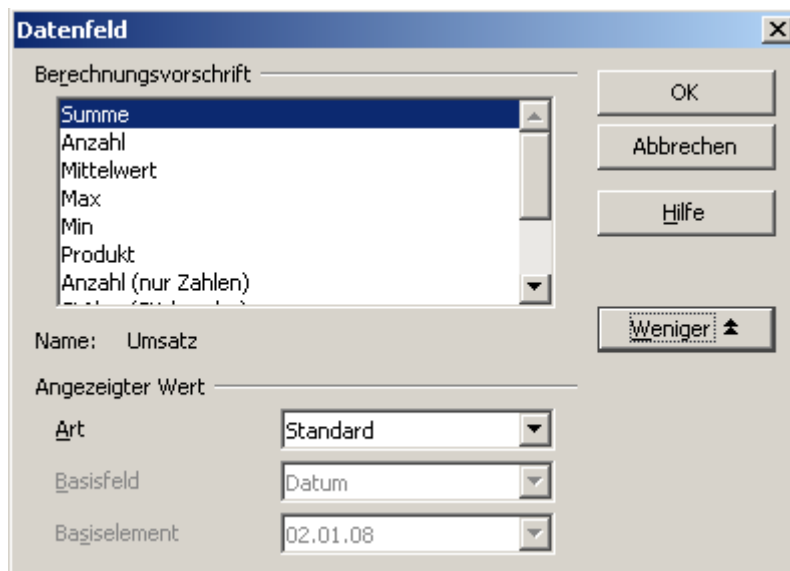 Datenfeld
Berechnungsvorschrift
Summe
Anzahl
Mittelwert
Max
Min
Produkt
Anzahl (nur Zahlen)
OK
Abbrechen
Hilfe
Weniger
Name: Umsatz
Angezeigter Wert
Art Standard
Basisfeld Datum
Basiselement 02.01.08